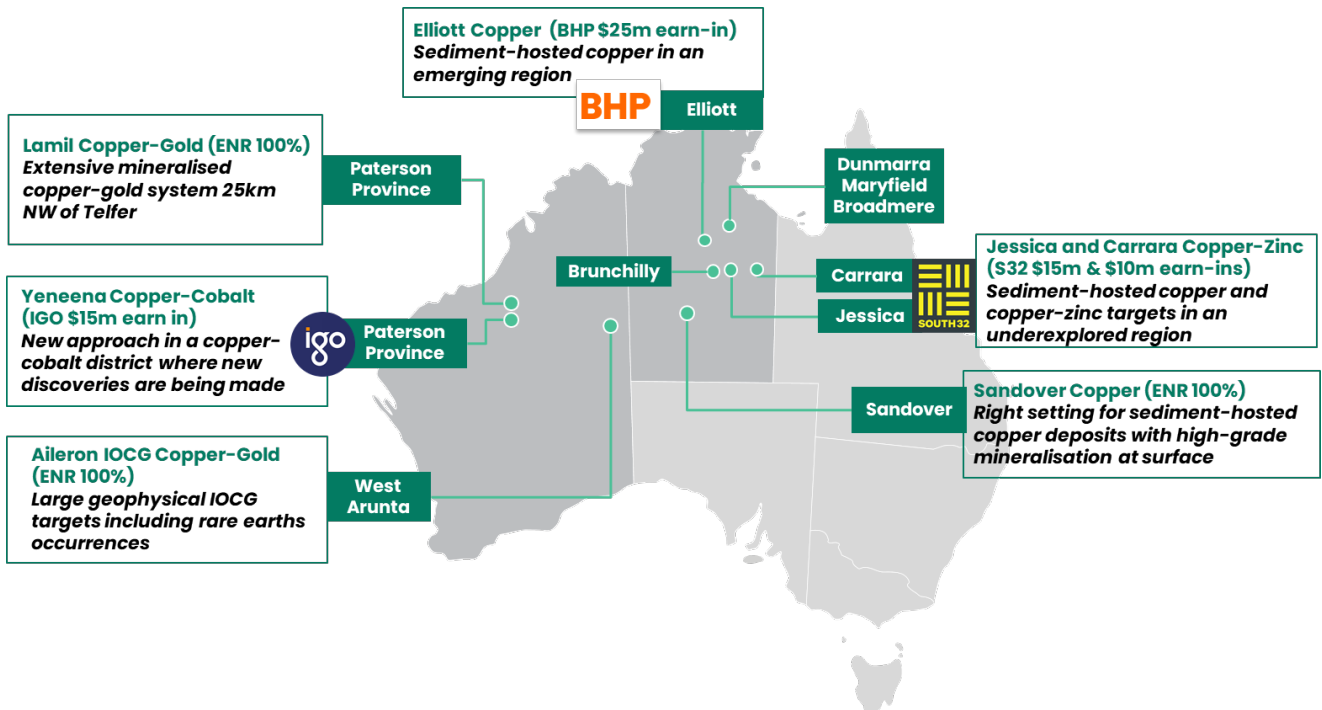 Elliott Copper (BHP $25m earn-in)
Sediment-hosted copper in an
emerging region
BHP
Elliott
Lamil Copper-Gold (ENR 100%)
Extensive mineralised
copper-gold system 25km
NW of Telfer
Paterson
Province
Dunmarra
Maryfield
Broadmere
Brunchilly
Carrara
Jessica
SOUTH32
Jessica and Carrara Copper-Zinc
(S32 $15m & $10m earn-ins)
Sediment-hosted copper and
copper-zinc targets in an
underexplored region
Yeneena Copper-Cobalt
(IGO $15m earn in)
New approach in a copper-
cobalt district where new
discoveries are being made
igo
Paterson
Province
Sandover
Sandover Copper (ENR 100%)
Right setting for sediment-hosted
copper deposits with high-grade
mineralisation at surface
Aileron IOCG Copper-Gold
(ENR 100%)
Large geophysical IOCG
targets including rare earths
occurrences
West
Arunta